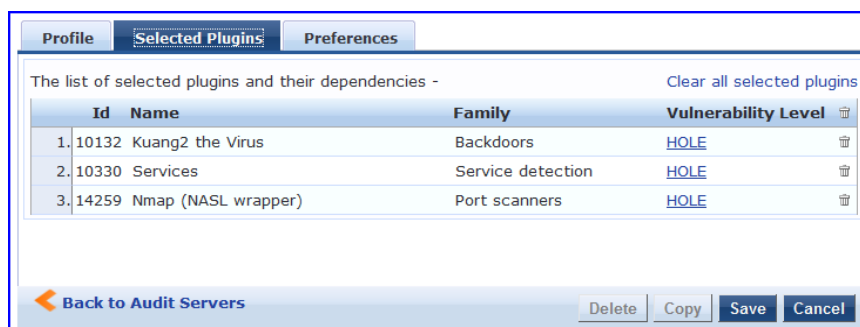 Profile Selected Plugins Preferences
The list of selected plugins and their dependencies - Clear all selected plugins
Id Name Family Vulnerability Level
1. 10132 Kuang2 the Virus Backdoors HOLE
2. 10330 Services Service detection HOLE
3. 14259 Nmap (NASL wrapper) Port scanners HOLE
Back to Audit Servers Delete Copy Save Cancel